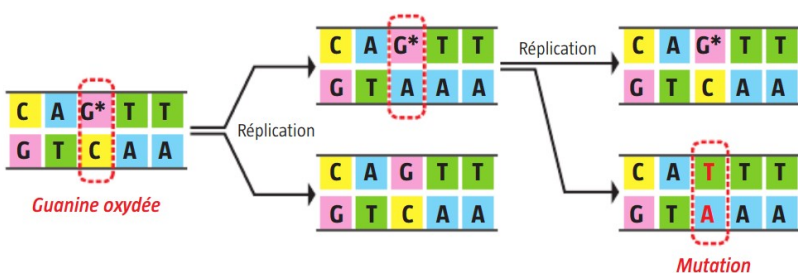 C A G* T T
G T C A A
Guanine oxydée
Réplication
C A G* T T
G T A A A
C A G T T
G T C A A
Réplication
C A G* T T
G T C A A
C A T T T
G T A A A
Mutation